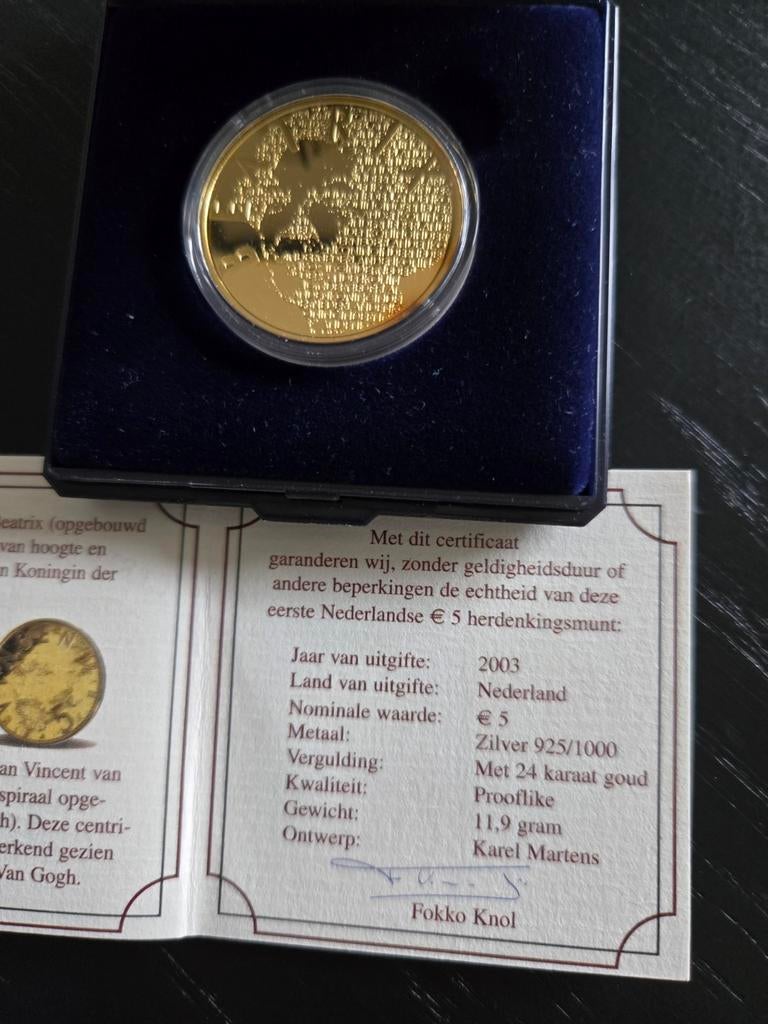 eatrix (opgebouwd
van hoogte en
n Koningin der
an Vincent van
spiraal opge-
h). Deze centri-
erkend gezien
Van Gogh.
Met dit certificaat
garanderen wij, zonder geldigheidsduur of
andere beperkingen de echtheid van deze
eerste Nederlandse € 5 herdenkingsmunt:
Jaar van uitgifte: 2003
Land van uitgifte: Nederland
Nominale waarde: € 5
Metaal: Zilver 925/1000
Vergulding: Met 24 karaat goud
Kwaliteit: Prooflike
Gewicht: 11,9 gram
Ontwerp: Karel Martens
Fokko Knol